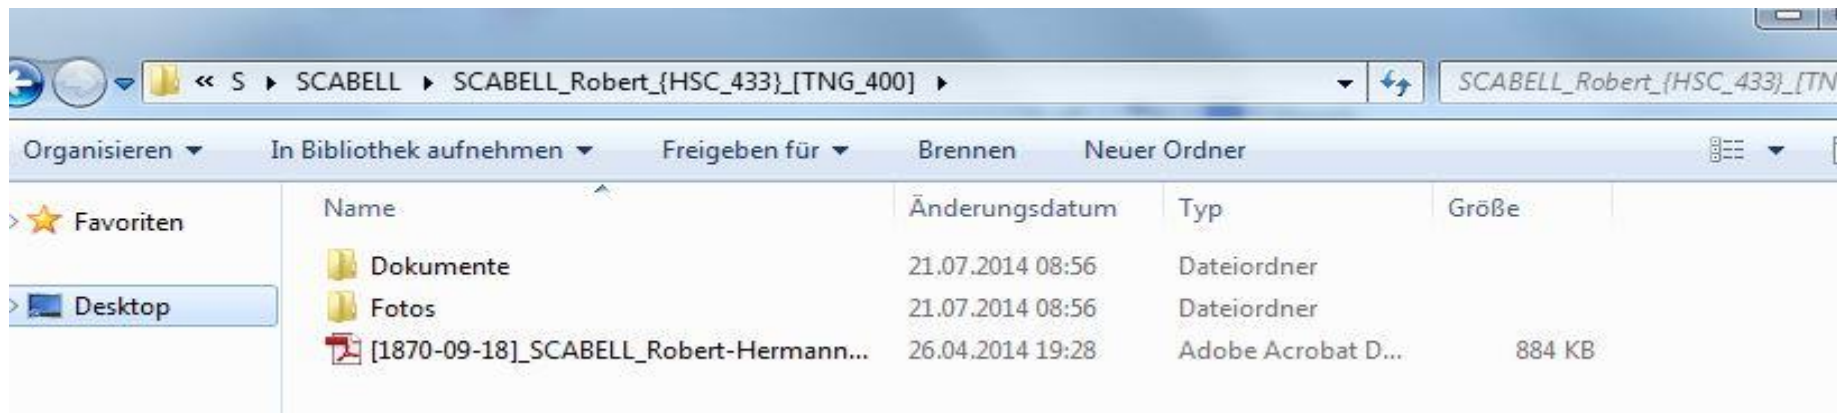 « S ▸ SCABELL ▸ SCABELL_Robert_{HSC_433}_[TNG_400] ▸ SCABELL_Robert_{HSC_433}_[TN
Organisieren In Bibliothek aufnehmen Freigeben für Brennen Neuer Ordner
Name Änderungsdatum Typ Größe
Favoriten
Dokumente 21.07.2014 08:56 Dateiordner
Desktop
Fotos 21.07.2014 08:56 Dateiordner
[1870-09-18]_SCABELL_Robert-Hermann... 26.04.2014 19:28 Adobe Acrobat D... 884 KB